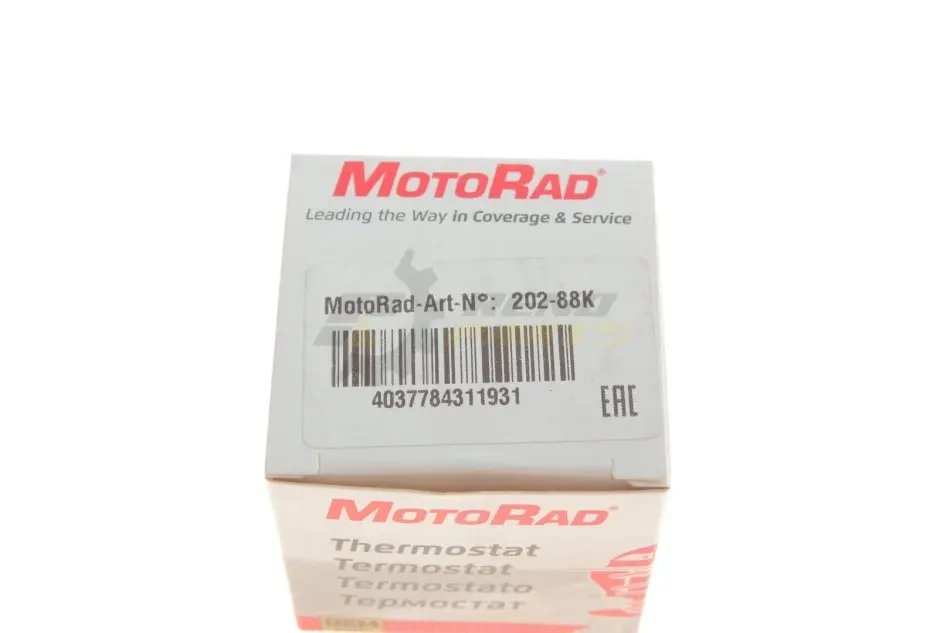 MOTORAD®
Leading the Way in Coverage & Service
MotoRad-Art-N°: 202-88K
4037784311931
EAC
MOTORAD®
Thermostat
Termostat
Termostato
Термостат